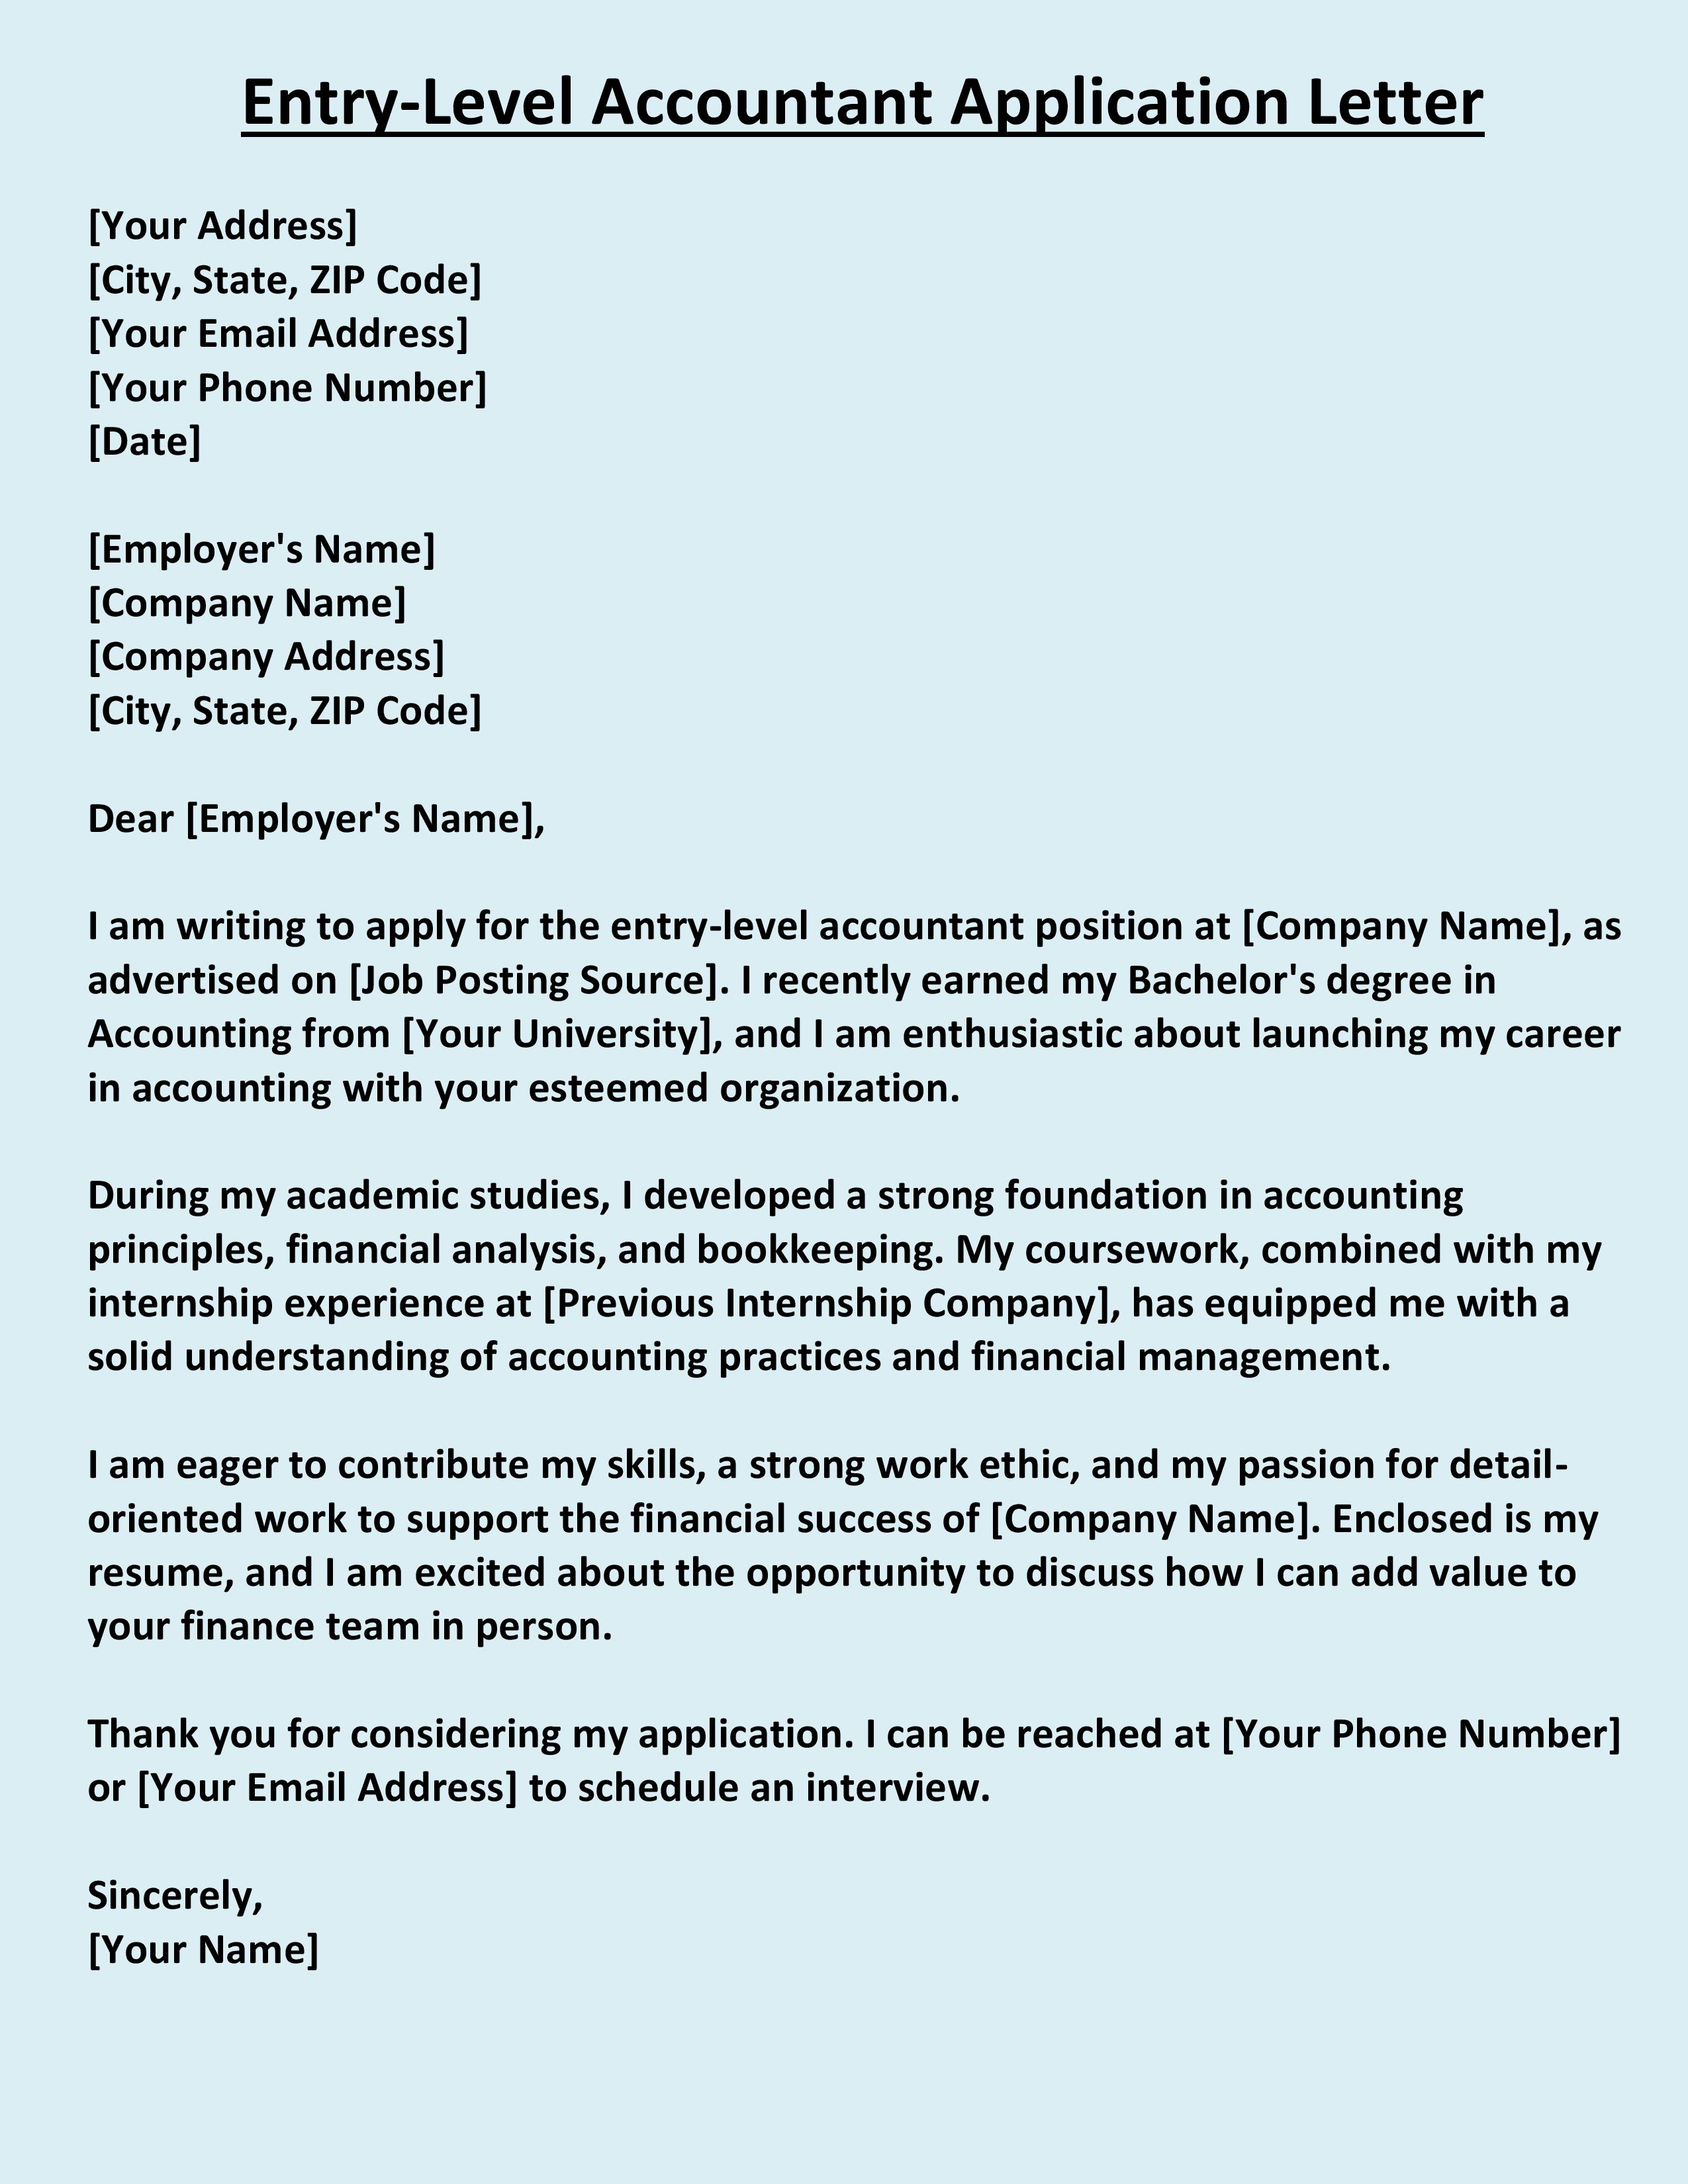 Entry-Level Accountant Application Letter
[Your Address]
[City, State, ZIP Code]
[Your Email Address]
[Your Phone Number]
[Date]
[Employer's Name]
[Company Name]
[Company Address]
[City, State, ZIP Code]
Dear [Employer's Name],
I am writing to apply for the entry-level accountant position at [Company Name], as
advertised on [Job Posting Source]. I recently earned my Bachelor's degree in
Accounting from [Your University], and I am enthusiastic about launching my career
in accounting with your esteemed organization.
During my academic studies, I developed a strong foundation in accounting
principles, financial analysis, and bookkeeping. My coursework, combined with my
internship experience at [Previous Internship Company], has equipped me with a
solid understanding of accounting practices and financial management.
I am eager to contribute my skills, a strong work ethic, and my passion for detail-
oriented work to support the financial success of [Company Name]. Enclosed is my
resume, and I am excited about the opportunity to discuss how I can add value to
your finance team in person.
Thank you for considering my application. I can be reached at [Your Phone Number]
or [Your Email Address] to schedule an interview.
Sincerely,
[Your Name]